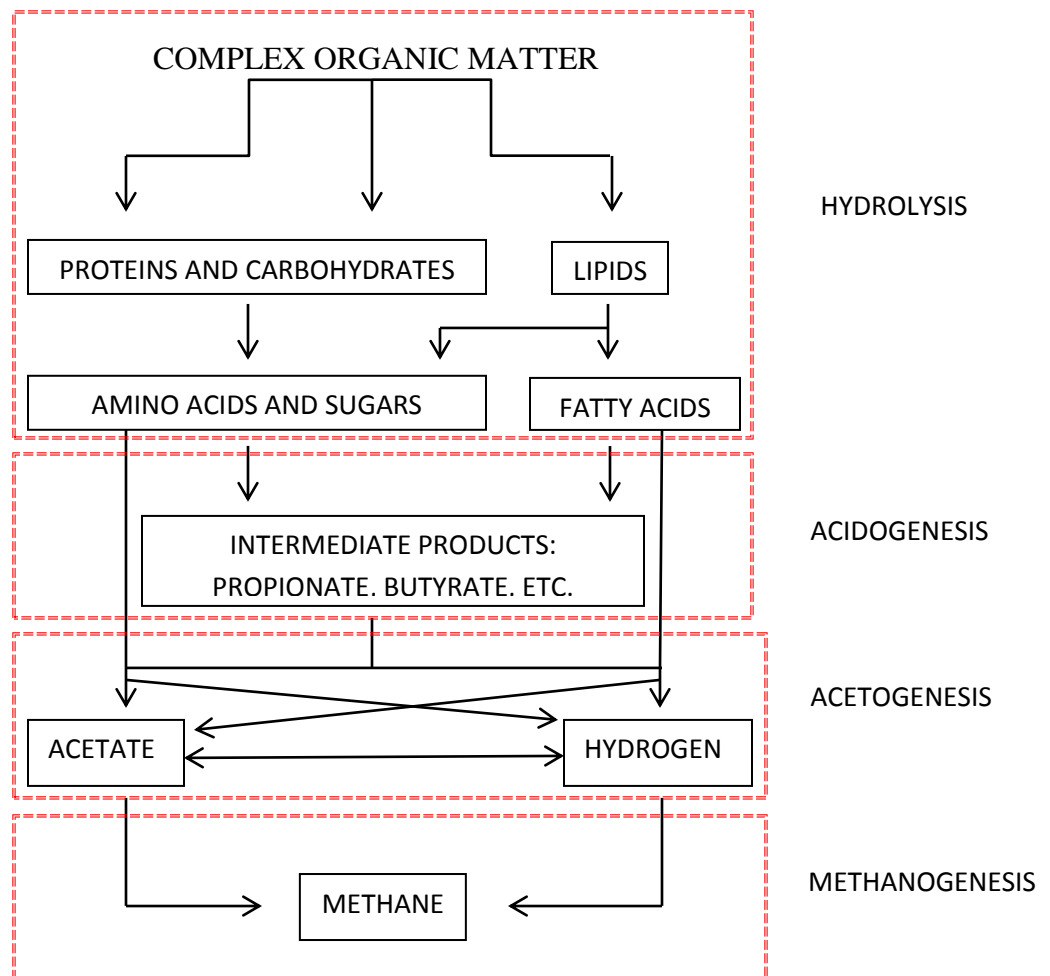 COMPLEX ORGANIC MATTER
HYDROLYSIS
PROTEINS AND CARBOHYDRATES
LIPIDS
AMINO ACIDS AND SUGARS
FATTY ACIDS
ACIDOGENESIS
INTERMEDIATE PRODUCTS:
PROPIONATE. BUTYRATE. ETC.
ACETOGENESIS
ACETATE
HYDROGEN
METHANOGENESIS
METHANE